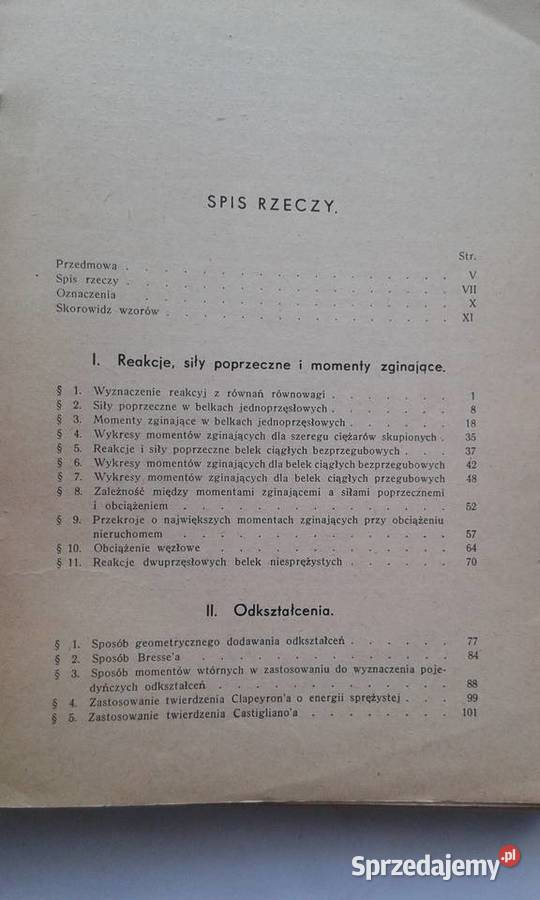 SPIS RZECZY.
Str.
Przedmowa . . . . . . . . . . . . . . . . V
Spis rzeczy . . . . . . . . . . . . . . . . VII
Oznaczenia . . . . . . . . . . . . . . . . X
Skorowidz wzorów . . . . . . . . . . . . . . XI
I. Reakcje, siły poprzeczne i momenty zginające.
§ 1. Wyznaczenie reakcyj z równań równowagi . . . . . . . 1
§ 2. Siły poprzeczne w belkach jednoprzęsłowych . . . . . . 8
§ 3. Momenty zginające w belkach jednoprzęsłowych . . . . . 18
§ 4. Wykresy momentów zginających dla szeregu ciężarów skupionych . 35
§ 5. Reakcje i siły poprzeczne belek ciągłych bezprzegubowych . . . 37
§ 6. Wykresy momentów zginających dla belek ciągłych bezprzegubowych 42
§ 7. Wykresy momentów zginających dla belek ciągłych przegubowych 48
§ 8. Zależność między momentami zginającemi a siłami poprzecznemi
i obciążeniem . . . . . . . . . . . . . . 52
§ 9. Przekroje o największych momentach zginających przy obciążeniu
nieruchomem . . . . . . . . . . . . . . 57
§ 10. Obciążenie węzłowe . . . . . . . . . . . . 64
§ 11. Reakcje dwuprzęsłowych belek niesprężystych . . . . . 70
II. Odkształcenia.
§ 1. Sposób geometrycznego dodawania odkształceń . . . . . 77
§ 2. Sposób Bresse'a . . . . . . . . . . . . . 84
§ 3. Sposób momentów wtórnych w zastosowaniu do wyznaczenia poje-
dyńczych odkształceń . . . . . . . . . . . . 88
§ 4. Zastosowanie twierdzenia Clapeyron'a o energii sprężystej . . . 99
§ 5. Zastosowanie twierdzenia Castigliano'a . . . . . . . . 101
Sprzedajemy.pl